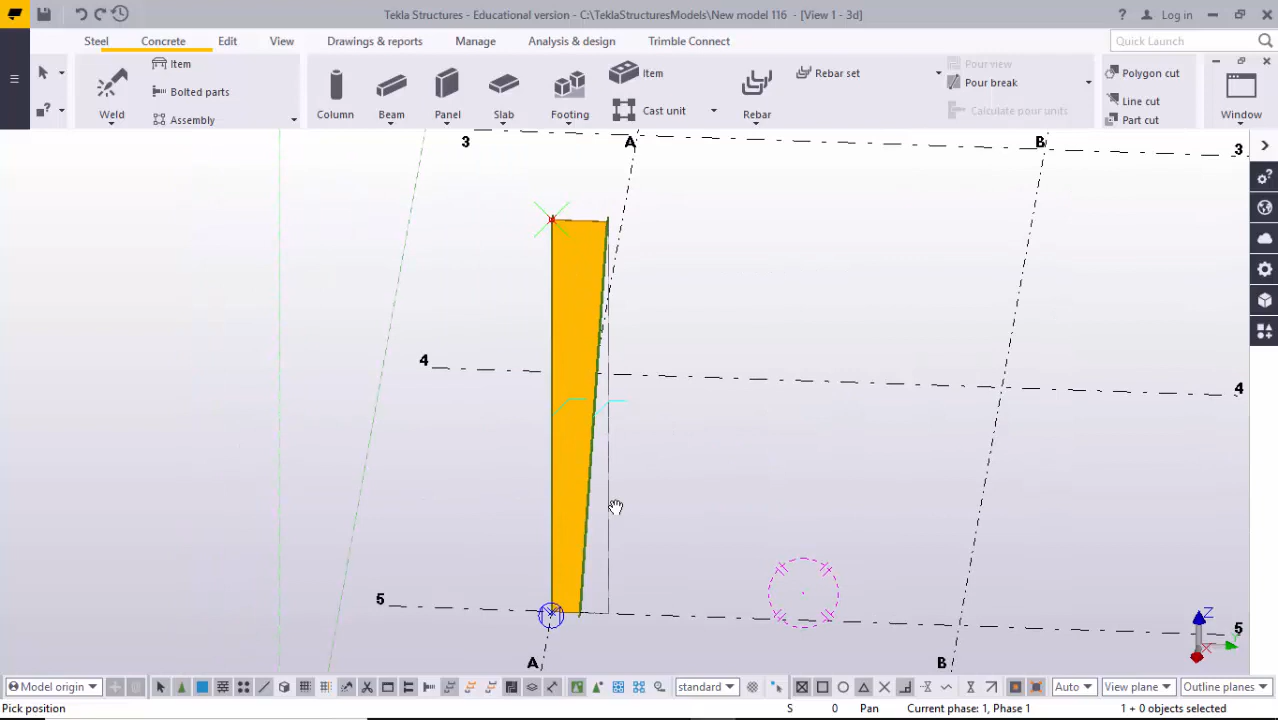 Tekla Structures - Educational version - C:\TeklaStructuresModels\New model 116 - [View 1 - 3d]
Log in
Steel
Concrete
Edit
View
Drawings & reports
Manage
Analysis & design
Trimble Connect
Quick Launch
Weld
Item
Bolted parts
Assembly
Column
Beam
Panel
Slab
Footing
Item
Cast unit
Rebar
Rebar set
Pour view
Pour break
Calculate pour units
Polygon cut
Line cut
Part cut
Window
3
A
B
3
4
4
5
5
A
B
Z
Y
X
Model origin
standard
Auto
View plane
Outline planes
Pick position
S
0
Pan
Current phase: 1, Phase 1
1 + 0 objects selected